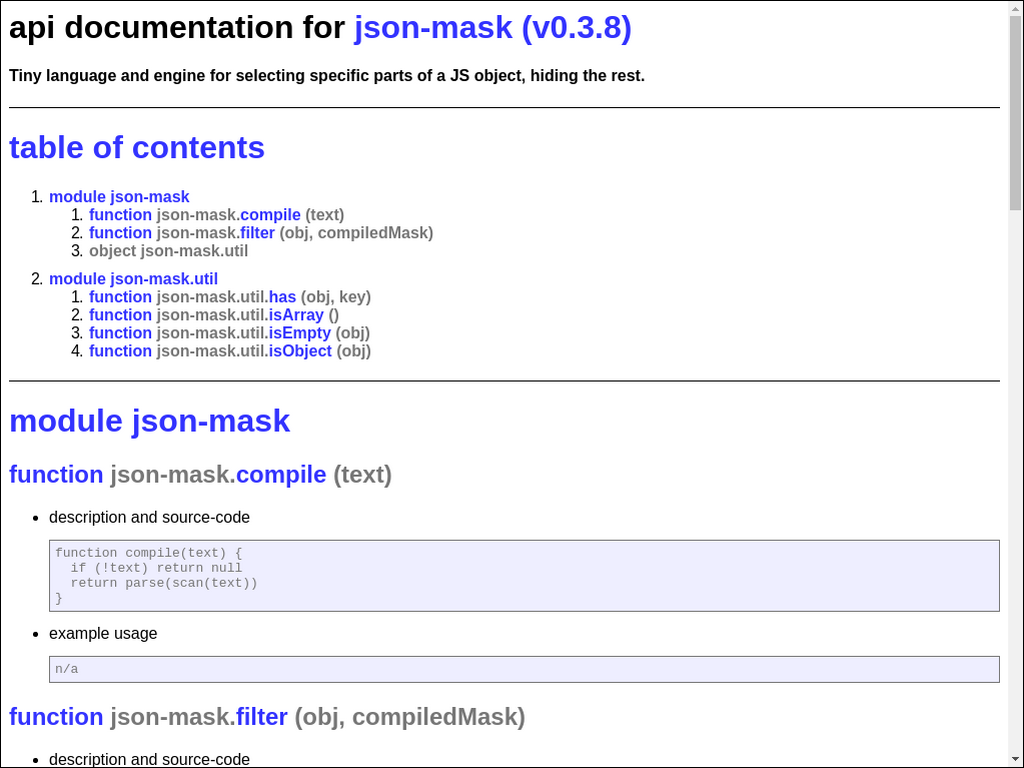 api documentation for json-mask (v0.3.8)
Tiny language and engine for selecting specific parts of a JS object, hiding the rest.
table of contents
1. module json-mask
1. function json-mask.compile (text)
2. function json-mask.filter (obj, compiledMask)
3. object json-mask.util
2. module json-mask.util
1. function json-mask.util.has (obj, key)
2. function json-mask.util.isArray ()
3. function json-mask.util.isEmpty (obj)
4. function json-mask.util.isObject (obj)
module json-mask
function json-mask.compile (text)
• description and source-code
function compile(text) {
  if (!text) return null
  return parse(scan(text))
}
• example usage
n/a
function json-mask.filter (obj, compiledMask)
• description and source-code